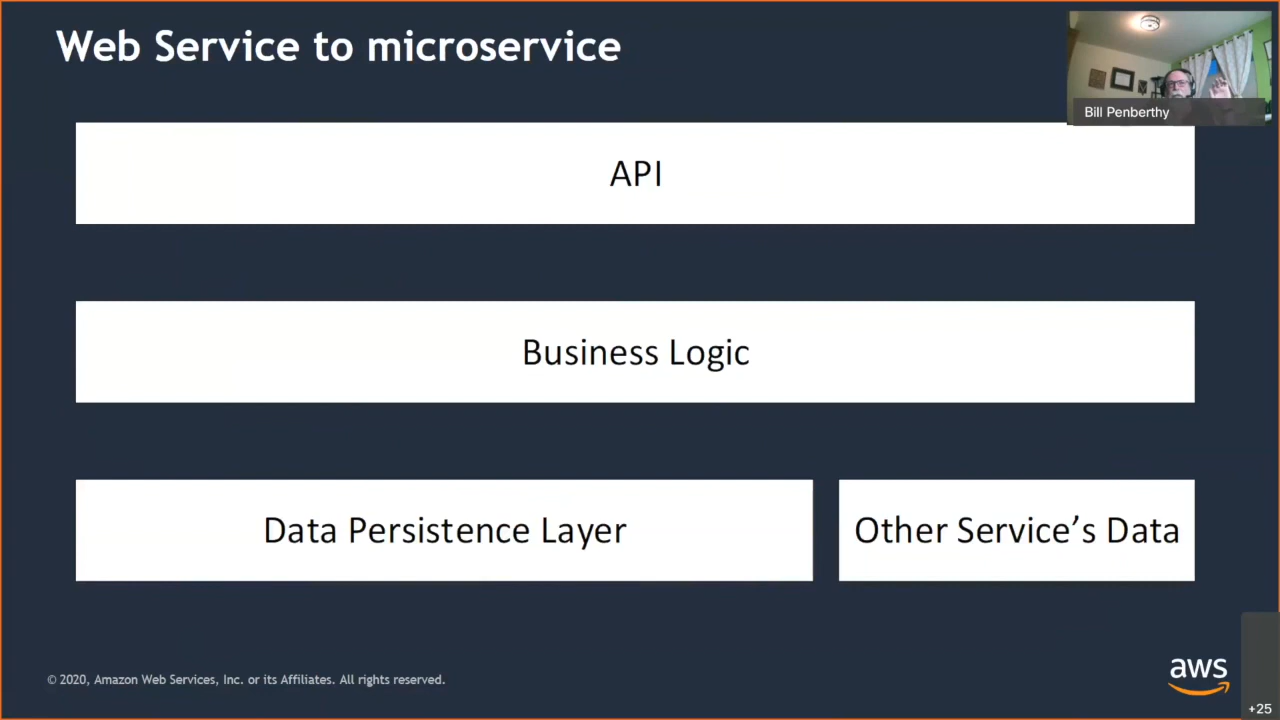 Web Service to microservice
Bill Penberthy
API
Business Logic
Data Persistence Layer
Other Service’s Data
© 2020, Amazon Web Services, Inc. or its Affiliates. All rights reserved.
aws
+25